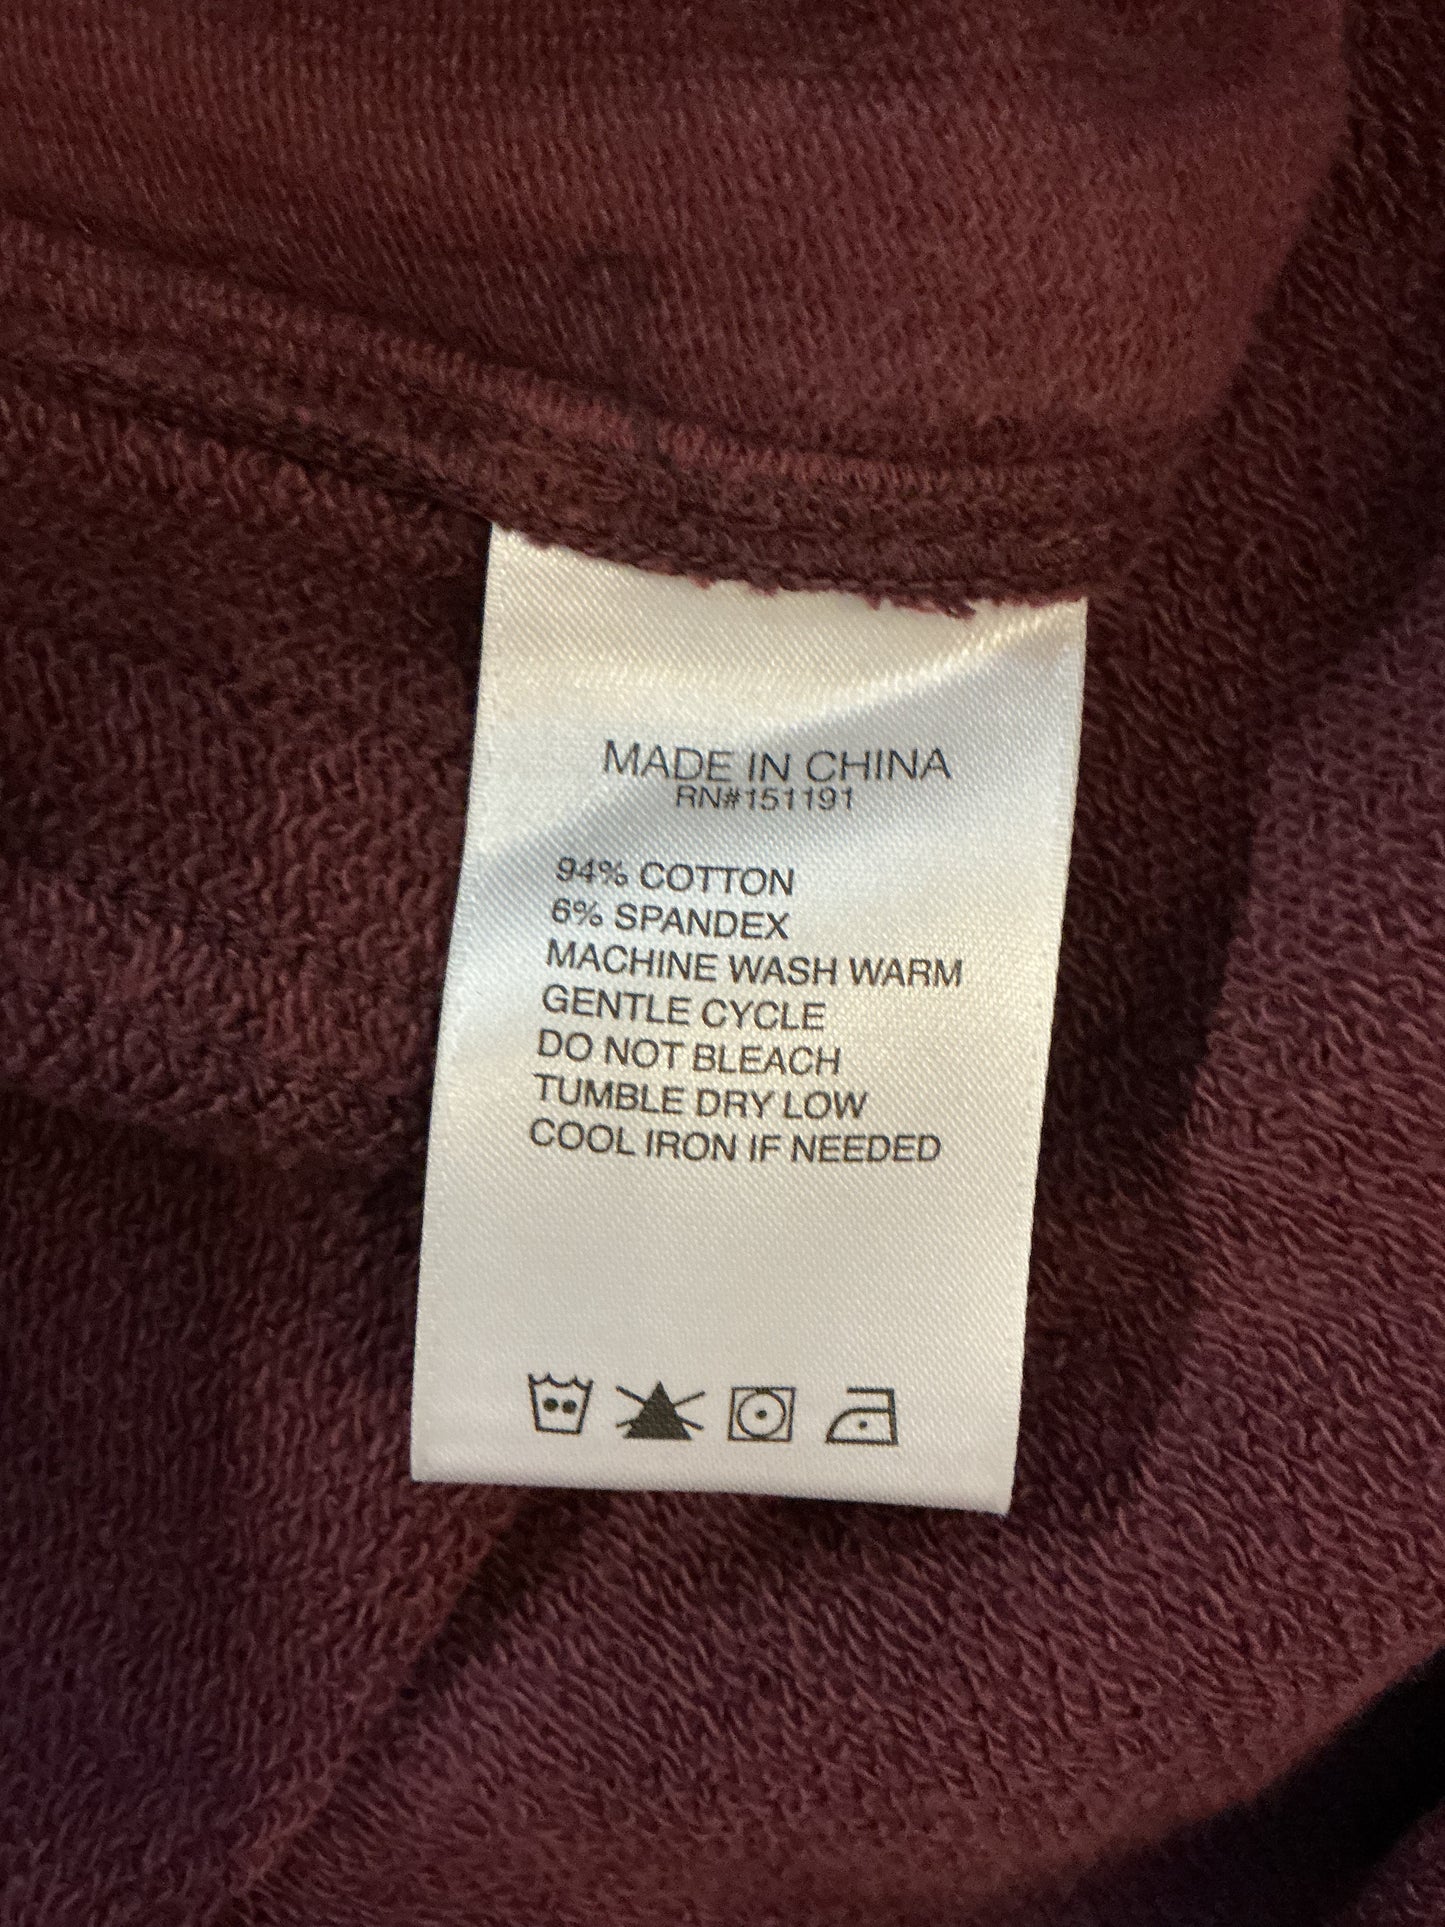 MADE IN CHINA
RN#151191
94% COTTON
6% SPANDEX
MACHINE WASH WARM
GENTLE CYCLE
DO NOT BLEACH
TUMBLE DRY LOW
COOL IRON IF NEEDED